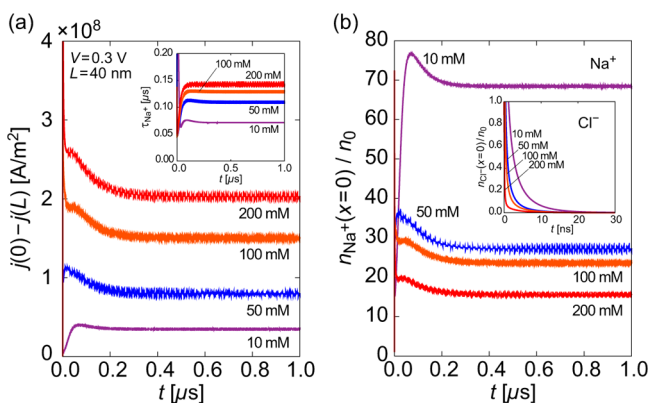 (a)
4
×10⁸
V=0.3 V
L=40 nm
3
2
1
0
j(0)−j(L) [A/m²]
200 mM
100 mM
50 mM
10 mM
0.0 0.2 0.4 0.6 0.8 1.0
t [μs]
0.20
0.15
0.10
0.05
0.00
τNa⁺ [μs]
100 mM
200 mM
50 mM
10 mM
0.0 0.5 1.0
t [μs]
(b)
80
70
60
50
40
30
20
10
0
nNa⁺(x=0) / n₀
10 mM
Na⁺
50 mM
100 mM
200 mM
0.0 0.2 0.4 0.6 0.8 1.0
t [μs]
1.0
0.8
0.6
0.4
0.2
0.0
nCl⁻(x=0)/n₀
Cl⁻
10 mM
50 mM
100 mM
200 mM
0 10 20 30
t [ns]